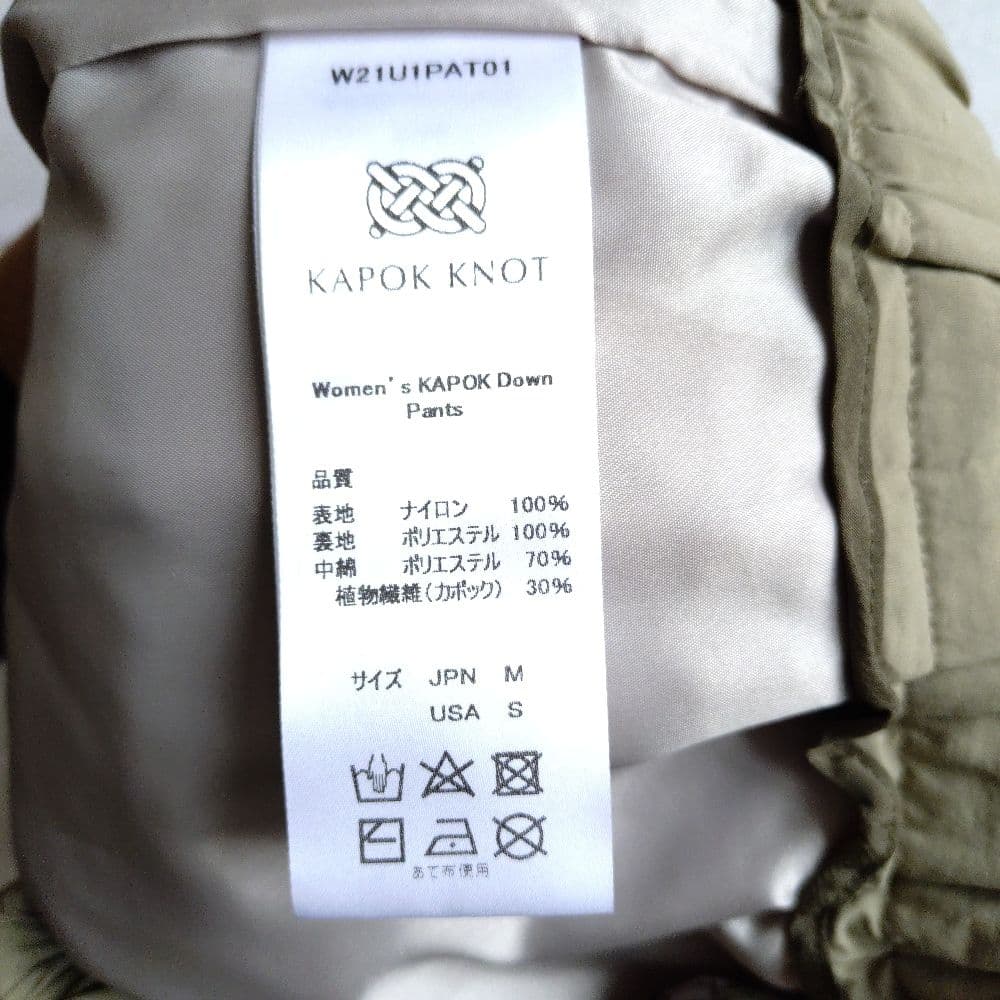 W21U1PAT01
KAPOK KNOT
Women's KAPOK Down
Pants
品質
表地 ナイロン 100%
裏地 ポリエステル 100%
中綿 ポリエステル 70%
植物繊維(カポック) 30%
サイズ JPN M
USA S
あて布使用